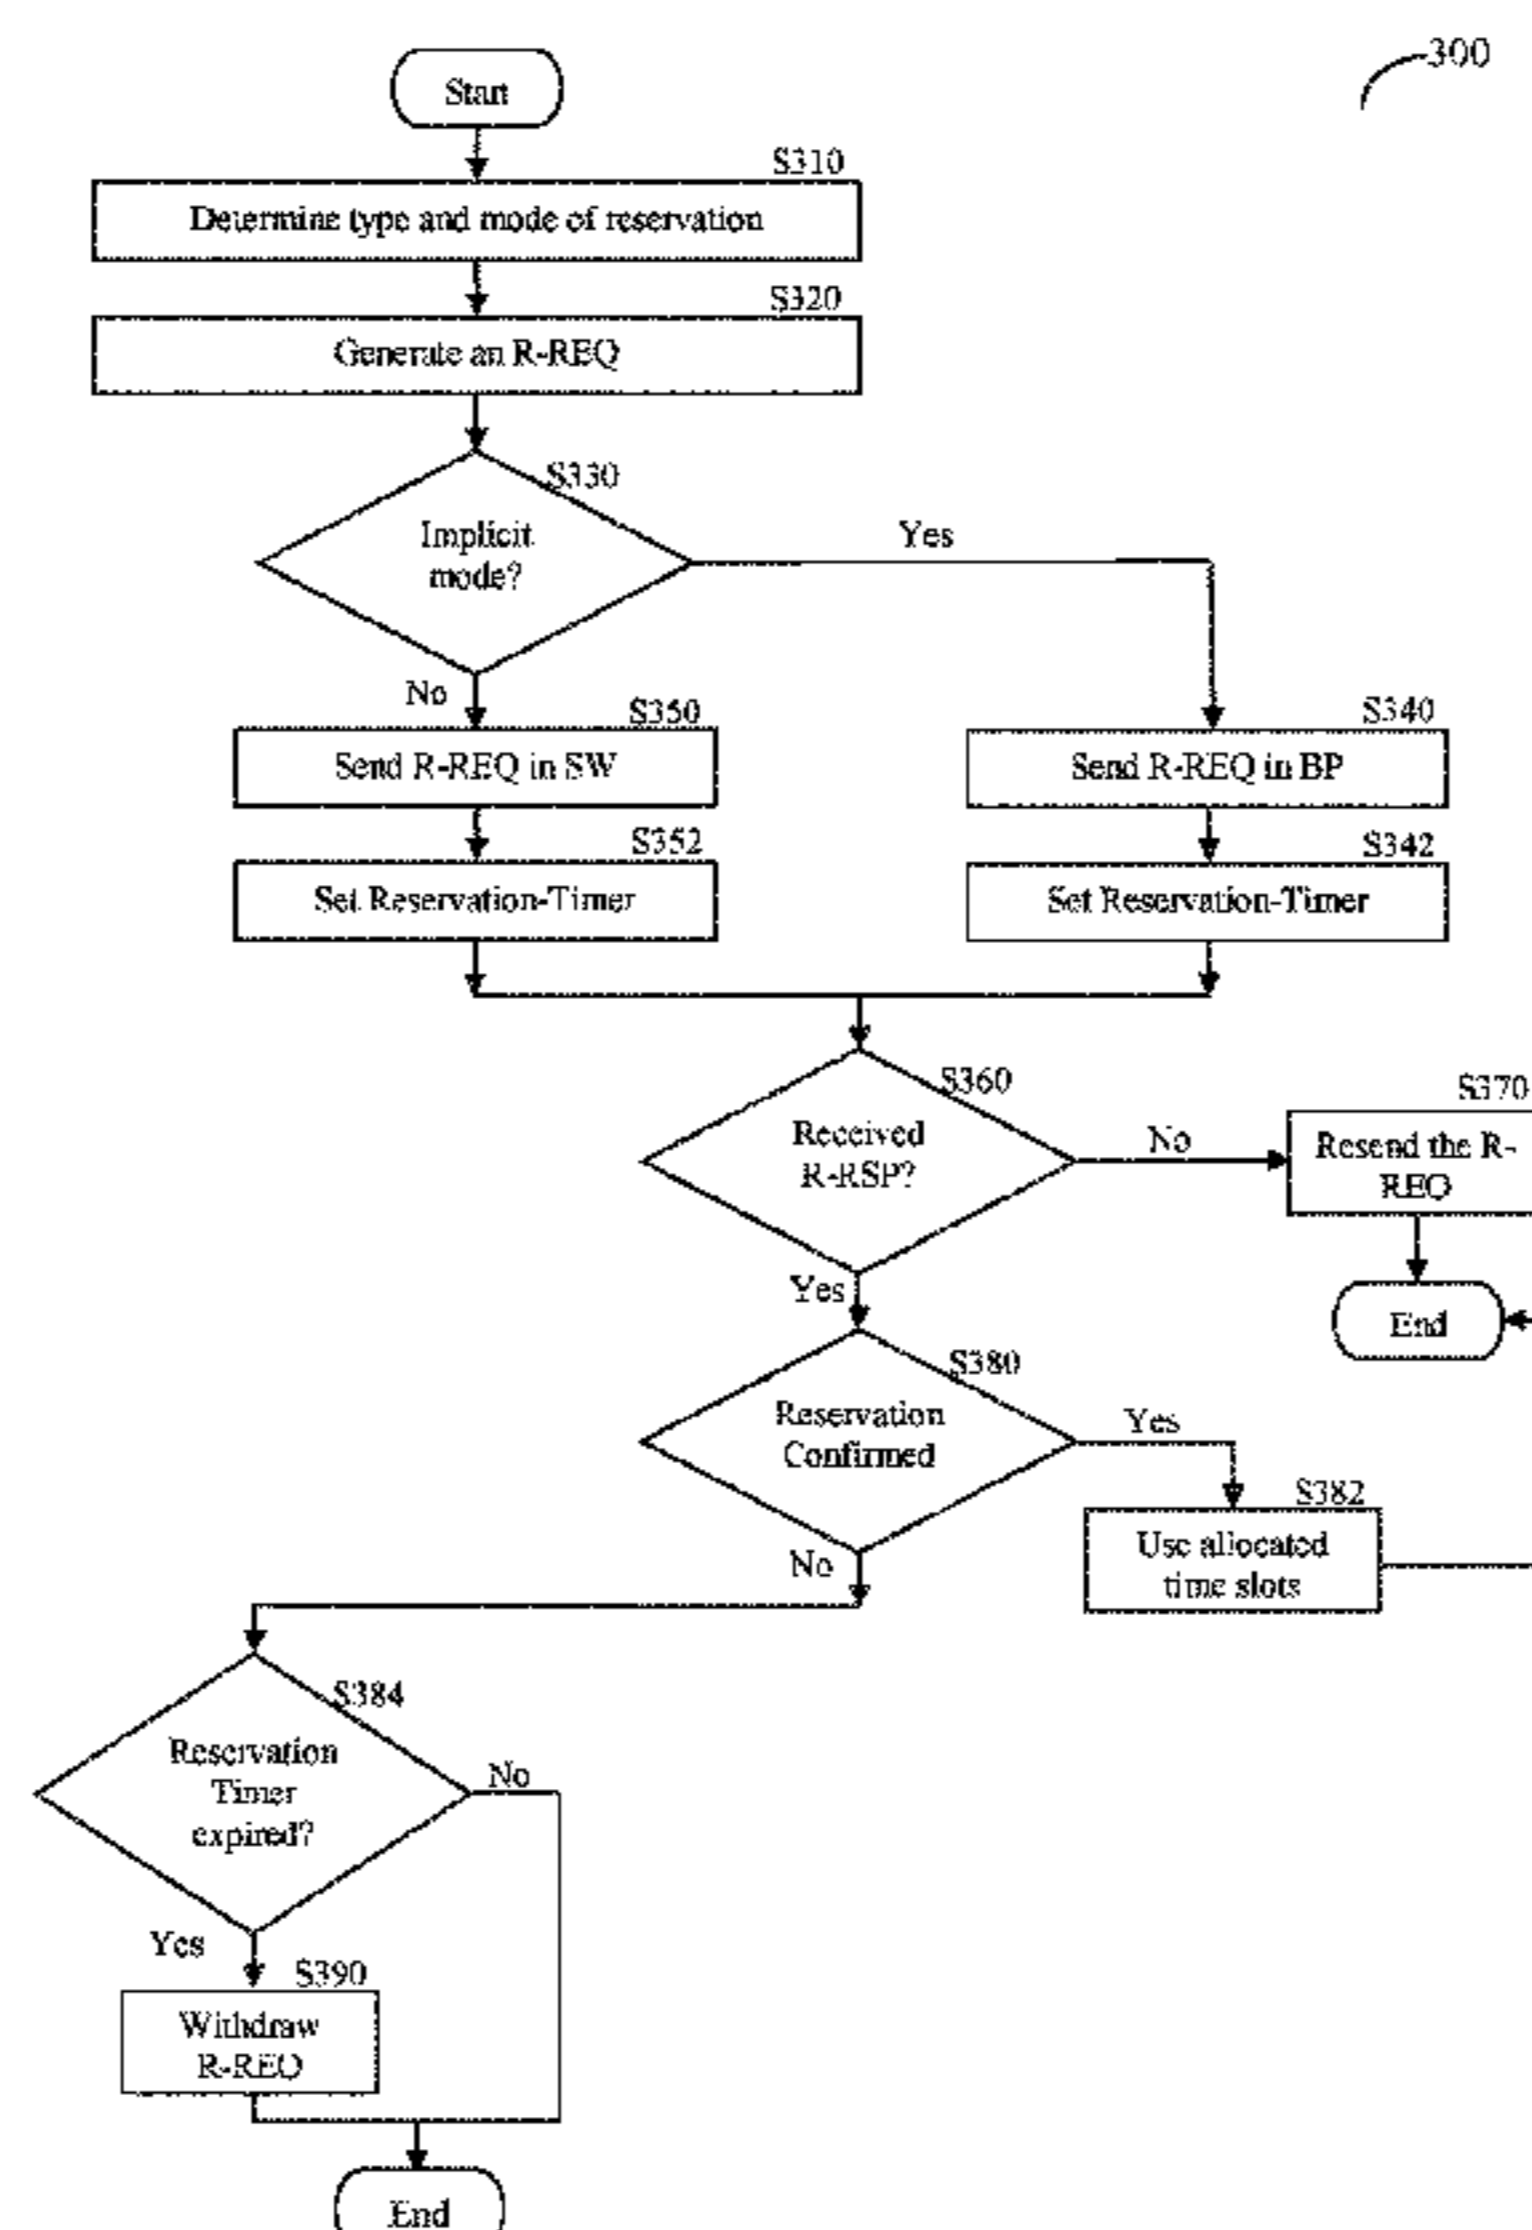 300
Start
S310
Determine type and mode of reservation
S320
Generate an R-REQ
S330
Implicit
mode?
Yes
No
S350
Send R-REQ in SW
S340
Send R-REQ in BP
S352
Set Reservation-Timer
S342
Set Reservation-Timer
S360
Received
R-RSP?
No
S370
Resend the R-
REQ
Yes
End
S380
Reservation
Confirmed
Yes
S382
Use allocated
time slots
No
S384
Reservation
Timer
expired?
No
Yes
S390
Withdraw
R-REQ
End